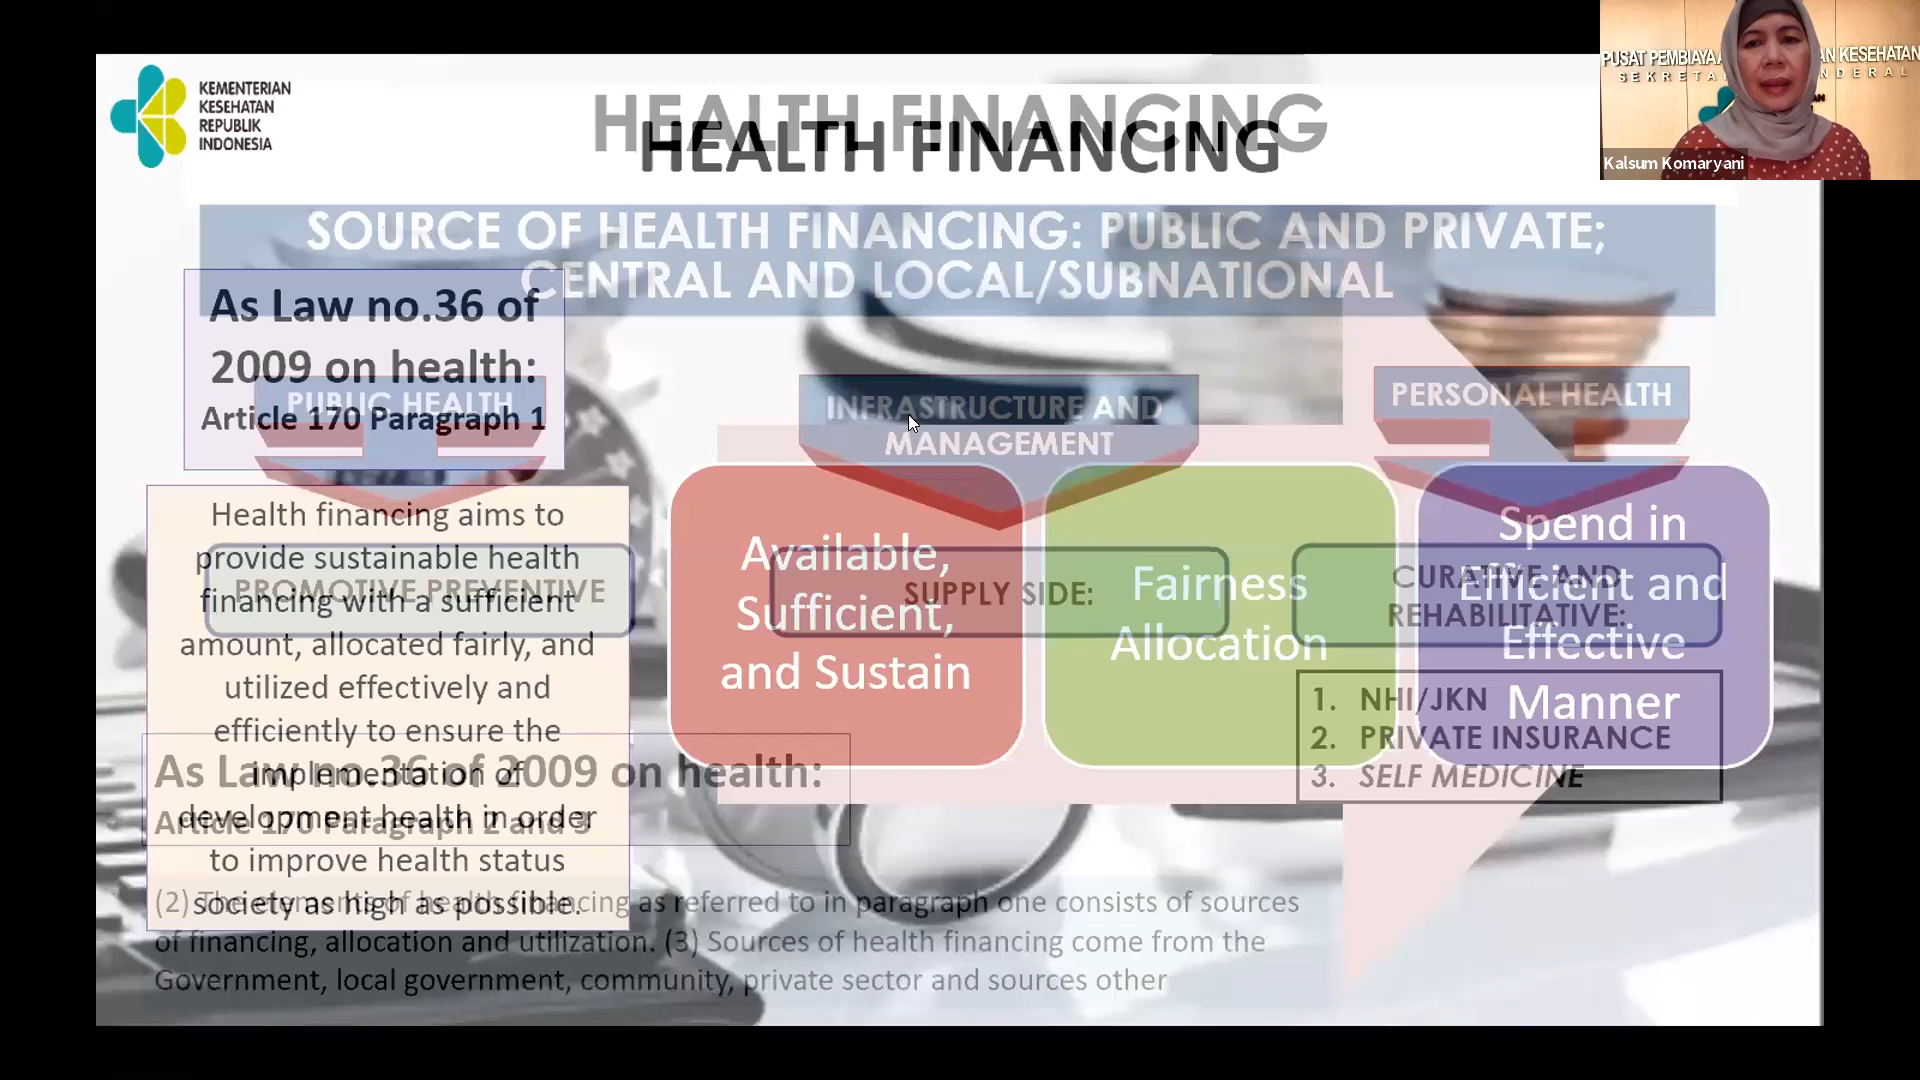 KEMENTERIAN
KESEHATAN
REPUBLIK
INDONESIA
HEALTH FINANCING
HEALTH FINANCING
PUSAT PEMBIAYA AN KESEHATAN
SEKRETA NDERAL
Kalsum Komaryani
SOURCE OF HEALTH FINANCING: PUBLIC AND PRIVATE;
CENTRAL AND LOCAL/SUBNATIONAL
As Law no.36 of
2009 on health:
Article 170 Paragraph 1
PUBLIC HEALTH
INFRASTRUCTURE AND
MANAGEMENT
PERSONAL HEALTH
Health financing aims to
provide sustainable health
financing with a sufficient
amount, allocated fairly, and
utilized effectively and
efficiently to ensure the
implementation of
development health in order
to improve health status
society as high as possible.
PROMOTIVE PREVENTIVE
Available,
Sufficient,
and Sustain
SUPPLY SIDE:
Fairness
Allocation
Spend in
Efficient and
Effective
Manner
CURATIVE AND
REHABILITATIVE:
1. NHI/JKN
2. PRIVATE INSURANCE
3. SELF MEDICINE
As Law no.36 of 2009 on health:
Article 170 Paragraph 2 and 3
(2) The elements of health financing as referred to in paragraph one consists of sources
of financing, allocation and utilization. (3) Sources of health financing come from the
Government, local government, community, private sector and sources other